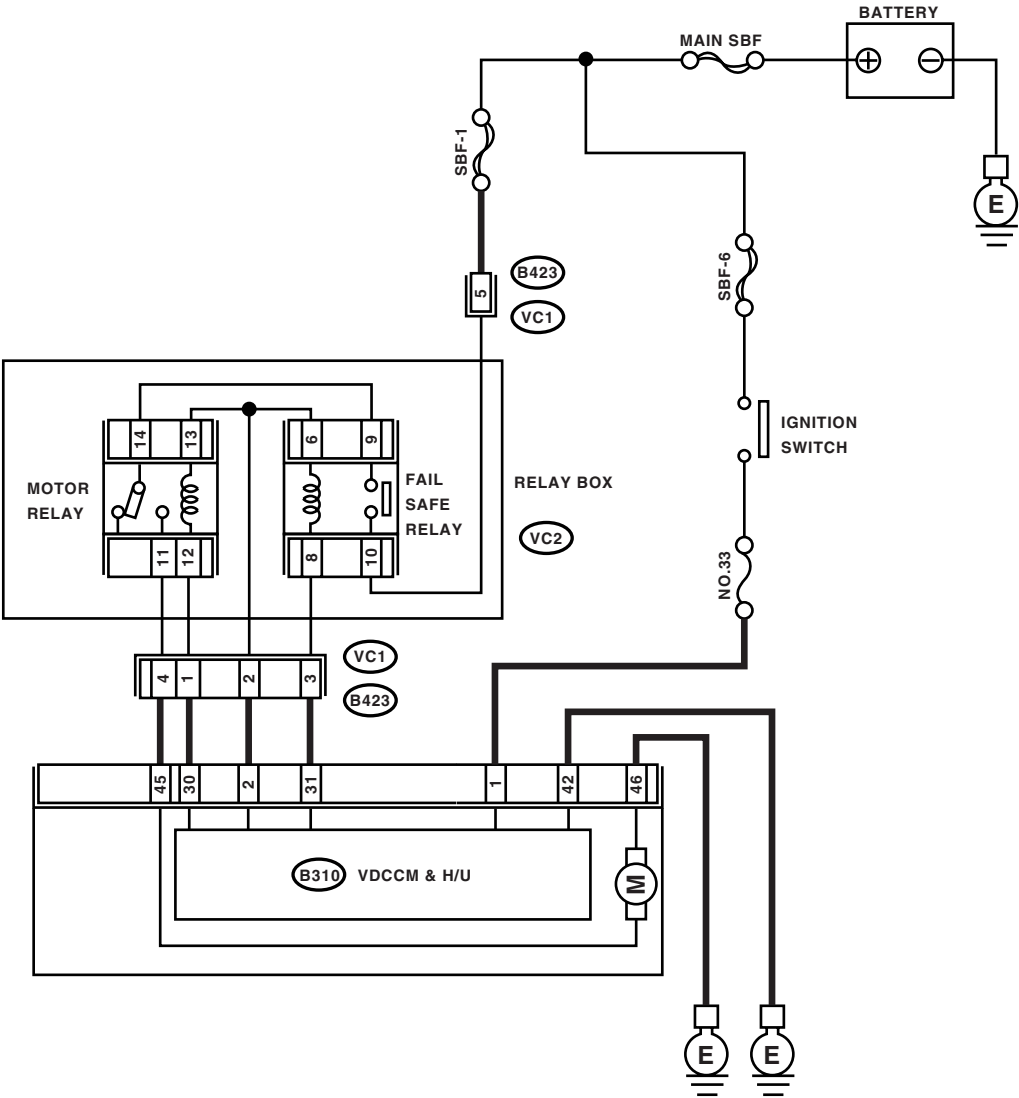 BATTERY
MAIN SBF
SBF-1
E
B423
SBF-6
5
VC1
IGNITION
SWITCH
14
13
6
9
MOTOR
RELAY
FAIL
SAFE
RELAY
RELAY BOX
VC2
11
12
8
10
NO.33
VC1
4
1
2
3
B423
45
30
2
31
1
42
46
B310
VDCCM & H/U
M
E
E